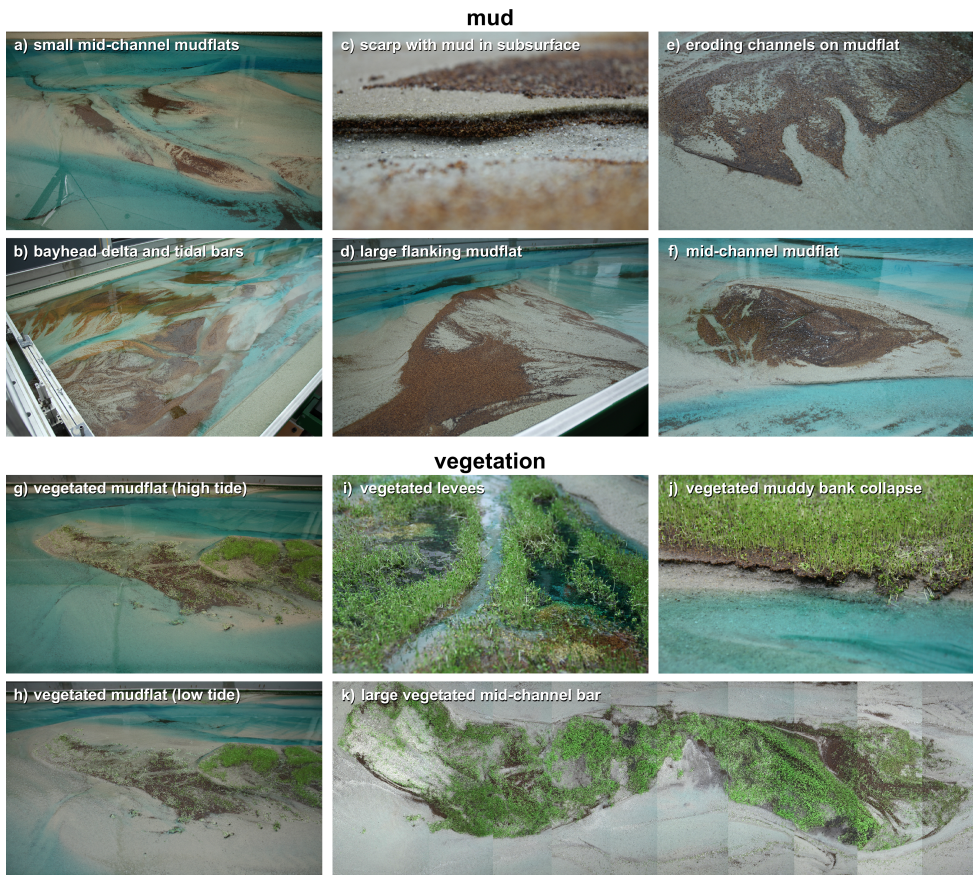 mud
a) small mid-channel mudflats
c) scarp with mud in subsurface
e) eroding channels on mudflat
b) bayhead delta and tidal bars
d) large flanking mudflat
f) mid-channel mudflat
vegetation
g) vegetated mudflat (high tide)
i) vegetated levees
j) vegetated muddy bank collapse
h) vegetated mudflat (low tide)
k) large vegetated mid-channel bar